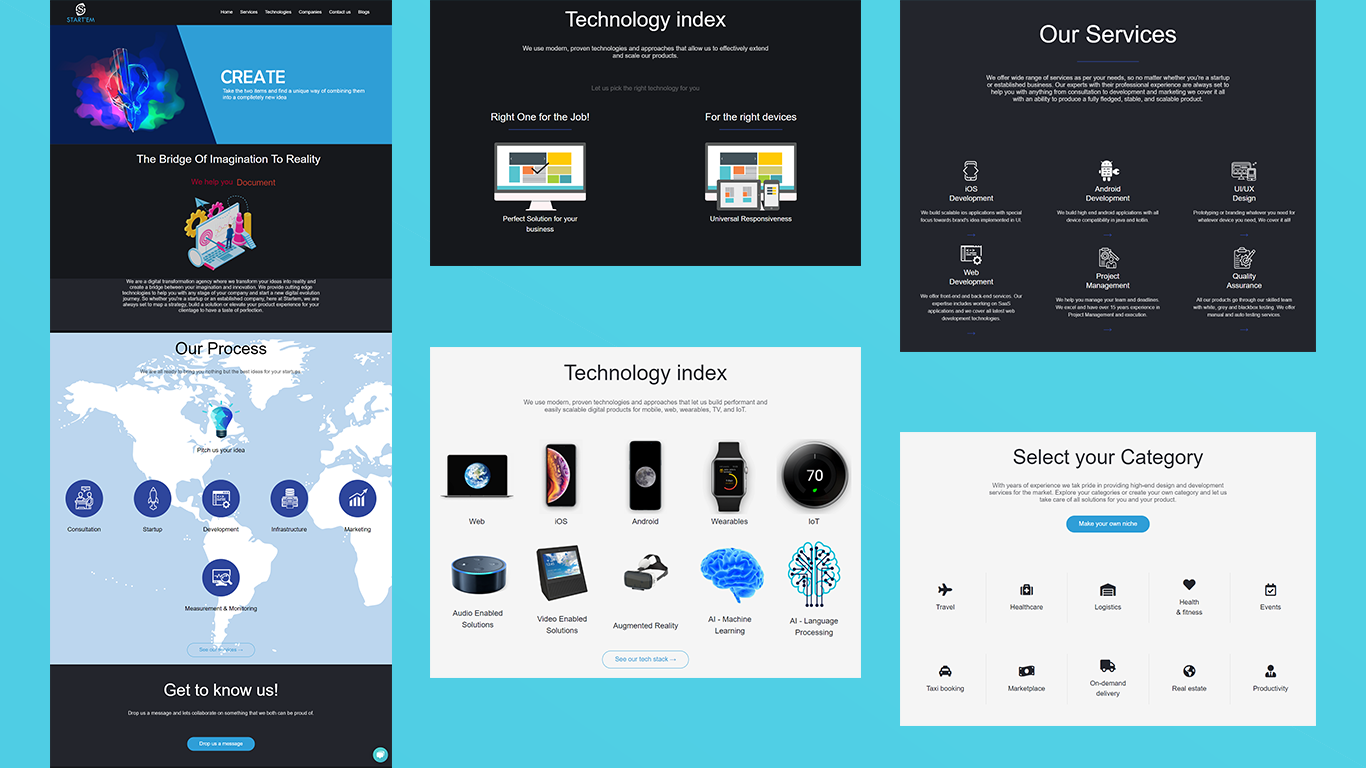 START'EM
Home Services Technologies Companies Contact us Blogs
CREATE
Take the two items and find a unique way of combining them
into a completely new idea
The Bridge Of Imagination To Reality
We help you Document
We are a digital transformation agency where we transform your ideas into reality and
create a bridge between your imagination and innovation. We provide cutting edge
technologies to help you with any stage of your company and start a new digital evolution
journey. So whether you're a startup or an established company, here at Startem, we are
always set to map a strategy, build a solution or elevate your product experience for your
clientage to have a taste of perfection.
Our Process
We are all ready to bring you nothing but the best ideas for your startups
Pitch us your idea
Consultation
Startup
Development
Infrastructure
Marketing
Measurement & Monitoring
See our services →
Get to know us!
Drop us a message and lets collaborate on something that we both can be proud of.
Drop us a message
Technology index
We use modern, proven technologies and approaches that allow us to effectively extend
and scale our products.
Let us pick the right technology for you
Right One for the Job!
Perfect Solution for your
business
For the right devices
Universal Responsiveness
Technology index
We use modern, proven technologies and approaches that let us build performant and
easily scalable digital products for mobile, web, wearables, TV, and IoT.
Web
iOS
Android
Wearables
70
IoT
Audio Enabled
Solutions
Video Enabled
Solutions
Augmented Reality
AI - Machine
Learning
AI - Language
Processing
See our tech stack →
Our Services
We offer wide range of services as per your needs, so no matter whether you're a startup
or established business. Our experts with their professional experience are always set to
help you with anything from consultation to development and marketing we cover it all
with an ability to produce a fully fledged, stable, and scalable product.
iOS
Development
We build scalable ios applications with special
focus towards brand's idea implemented in UI.
→
Android
Development
We build high end android applications with all
device compatibility in java and kotlin.
→
UI/UX
Design
Prototyping or branding whatever you need for
whatever device you need, We cover it all!
→
Web
Development
We offer front-end and back-end services. Our
expertise includes working on SaaS
applications and we cover all latest web
development technologies.
→
Project
Management
We help you manage your team and deadlines.
We excel and have over 15 years experience in
Project Management and execution.
→
Quality
Assurance
All our products go through our skilled team
with white, grey and blackbox testing. We offer
manual and auto testing services.
→
Select your Category
With years of experience we tak pride in providing high-end design and development
services for the market. Explore your categories or create your own category and let us
take care of all solutions for you and your product.
Make your own niche
Travel
Healthcare
Logistics
Health
& fitness
Events
Taxi booking
Marketplace
On-demand
delivery
Real estate
Productivity